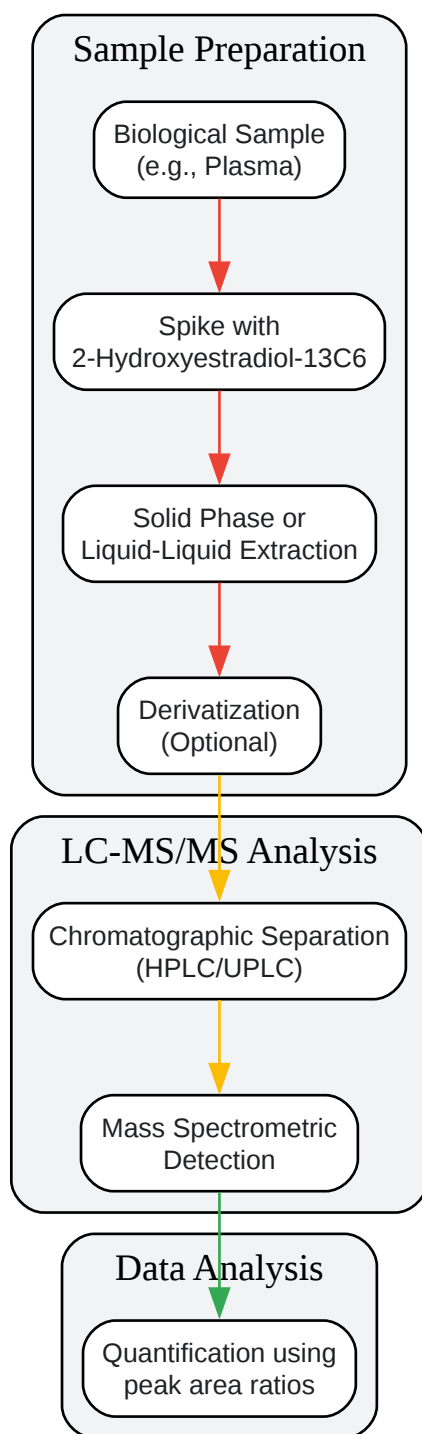 Sample Preparation
Biological Sample
(e.g., Plasma)
Spike with
2-Hydroxyestradiol-13C6
Solid Phase or
Liquid-Liquid Extraction
Derivatization
(Optional)
LC-MS/MS Analysis
Chromatographic Separation
(HPLC/UPLC)
Mass Spectrometric
Detection
Data Analysis
Quantification using
peak area ratios